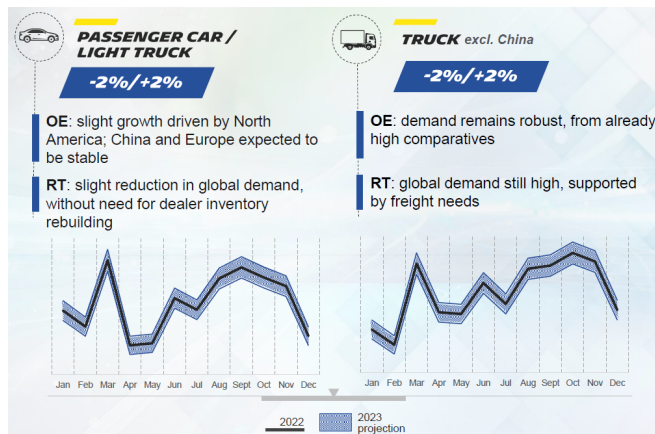 PASSENGER CAR /
LIGHT TRUCK
-2%/+2%
OE: slight growth driven by North
America; China and Europe expected to
be stable
RT: slight reduction in global demand,
without need for dealer inventory
rebuilding
Jan Feb Mar Apr May Jun Jul Aug Sept Oct Nov Dec
TRUCK excl. China
-2%/+2%
OE: demand remains robust, from already
high comparatives
RT: global demand still high, supported
by freight needs
Jan Feb Mar Apr May Jun Jul Aug Sept Oct Nov Dec
2022
2023
projection